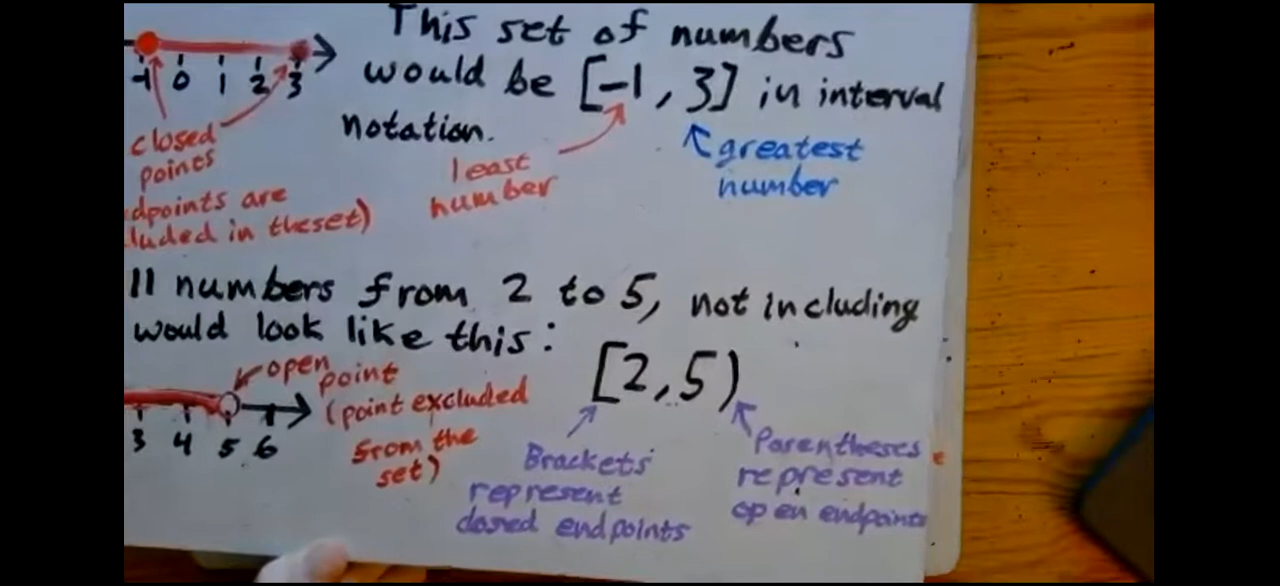 This set of numbers
would be [-1, 3] in interval
notation.
-1 0 1 2 3
closed
points
dpoints are
luded in the set)
least
number
greatest
number
ll numbers from 2 to 5, not including
would look like this:
[2, 5)
open
point
(point excluded
from the
set)
3 4 5 6
Brackets
represent
closed endpoints
Parentheses
represent
open endpoints
e